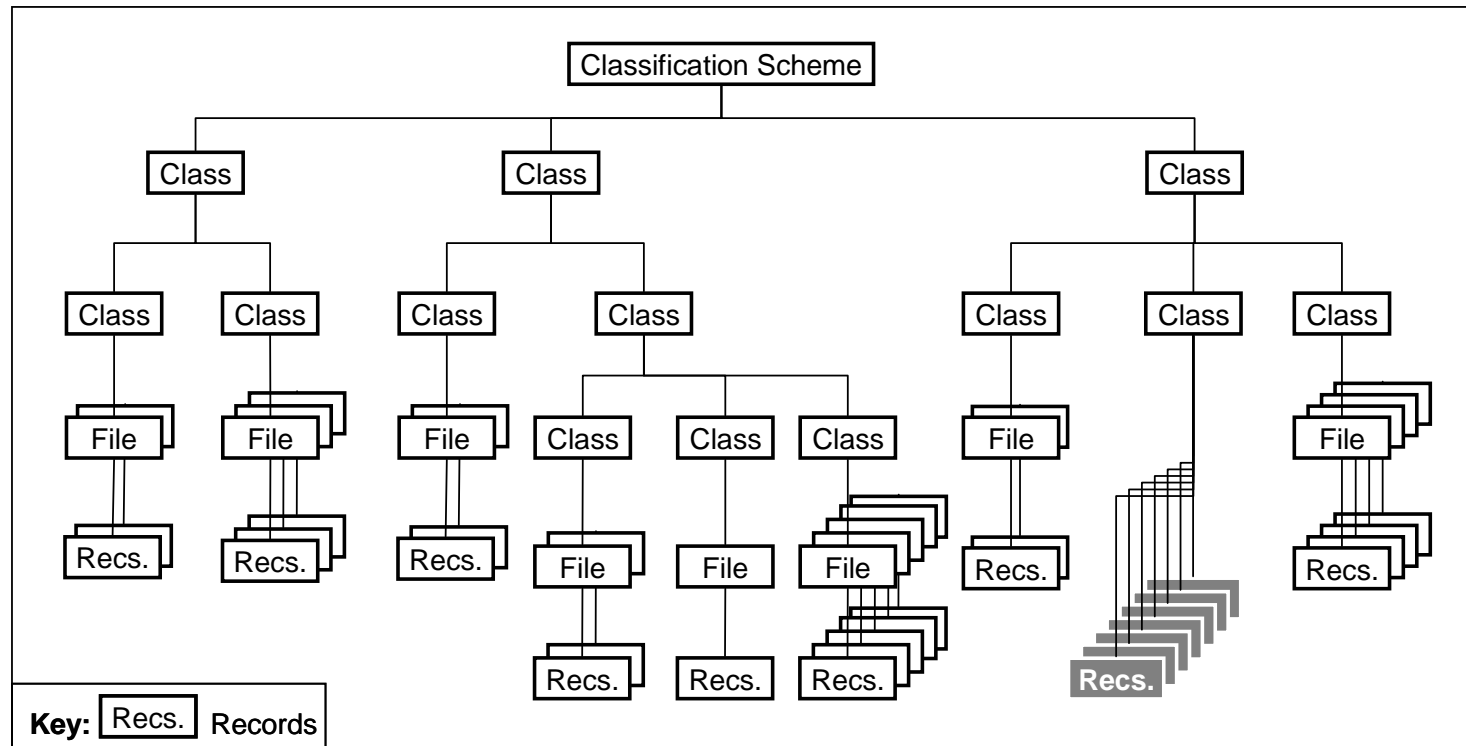 Classification Scheme
Class Class Class
Class Class Class Class Class Class Class
File File File File File
Class Class Class
Recs. Recs. Recs. Recs. Recs.
File File File
Recs. Recs. Recs. Recs.
Key: Recs. Records